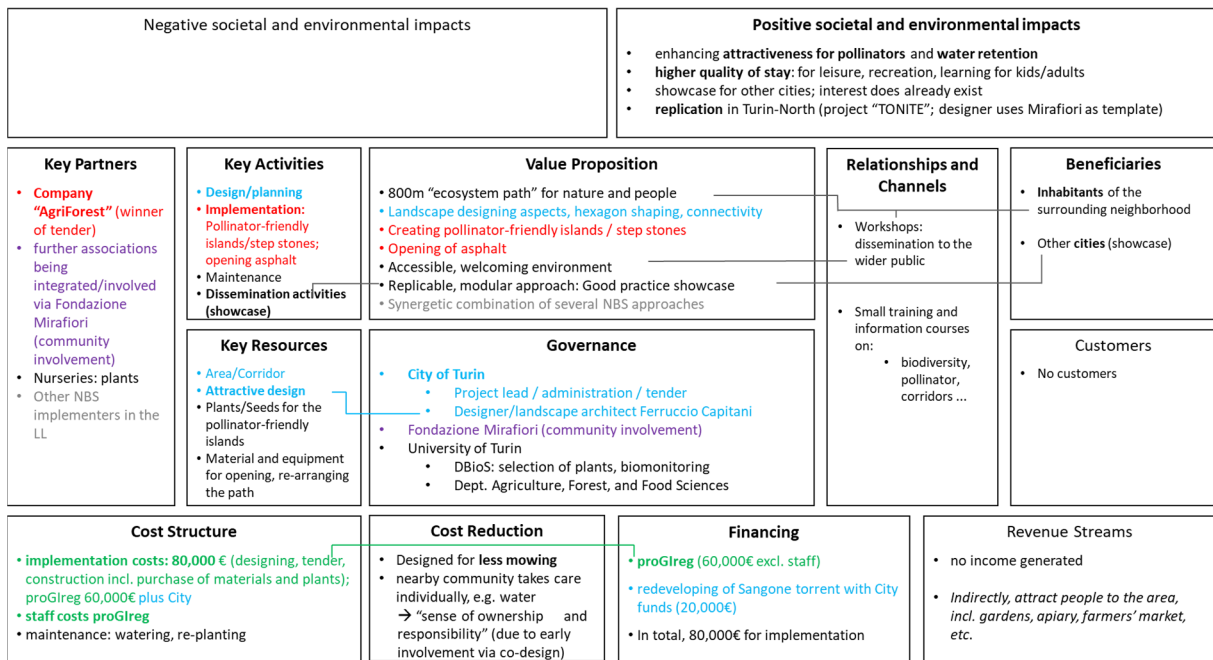 Negative societal and environmental impacts
Positive societal and environmental impacts
• enhancing attractiveness for pollinators and water retention
• higher quality of stay: for leisure, recreation, learning for kids/adults
• showcase for other cities; interest does already exist
• replication in Turin-North (project “TONITE”; designer uses Mirafiori as template)
Key Partners
• Company
“AgriForest” (winner
of tender)
• further associations
being
integrated/involved
via Fondazione
Mirafiori
(community
involvement)
• Nurseries: plants
• Other NBS
implementers in the
LL
Key Activities
• Design/planning
• Implementation:
Pollinator-friendly
islands/step stones;
opening asphalt
• Maintenance
• Dissemination activities
(showcase)
Key Resources
• Area/Corridor
• Attractive design
• Plants/Seeds for the
pollinator-friendly
islands
• Material and equipment
for opening, re-arranging
the path
Value Proposition
• 800m “ecosystem path” for nature and people
• Landscape designing aspects, hexagon shaping, connectivity
• Creating pollinator-friendly islands / step stones
• Opening of asphalt
• Accessible, welcoming environment
• Replicable, modular approach: Good practice showcase
• Synergetic combination of several NBS approaches
Governance
• City of Turin
• Project lead / administration / tender
• Designer/landscape architect Ferruccio Capitani
• Fondazione Mirafiori (community involvement)
• University of Turin
• DBioS: selection of plants, biomonitoring
• Dept. Agriculture, Forest, and Food Sciences
Relationships and
Channels
• Workshops:
dissemination to the
wider public
• Small training and
information courses
on:
• biodiversity,
pollinator,
corridors ...
Beneficiaries
• Inhabitants of the
surrounding neighborhood
• Other cities (showcase)
Customers
• No customers
Cost Structure
• implementation costs: 80,000 € (designing, tender,
construction incl. purchase of materials and plants);
proGIreg 60,000€ plus City
• staff costs proGIreg
• maintenance: watering, re-planting
Cost Reduction
• Designed for less mowing
• nearby community takes care
individually, e.g. water
→ “sense of ownership and
responsibility” (due to early
involvement via co-design)
Financing
• proGIreg (60,000€ excl. staff)
• redeveloping of Sangone torrent with City
funds (20,000€)
• In total, 80,000€ for implementation
Revenue Streams
• no income generated
• Indirectly, attract people to the area,
incl. gardens, apiary, farmers’ market,
etc.